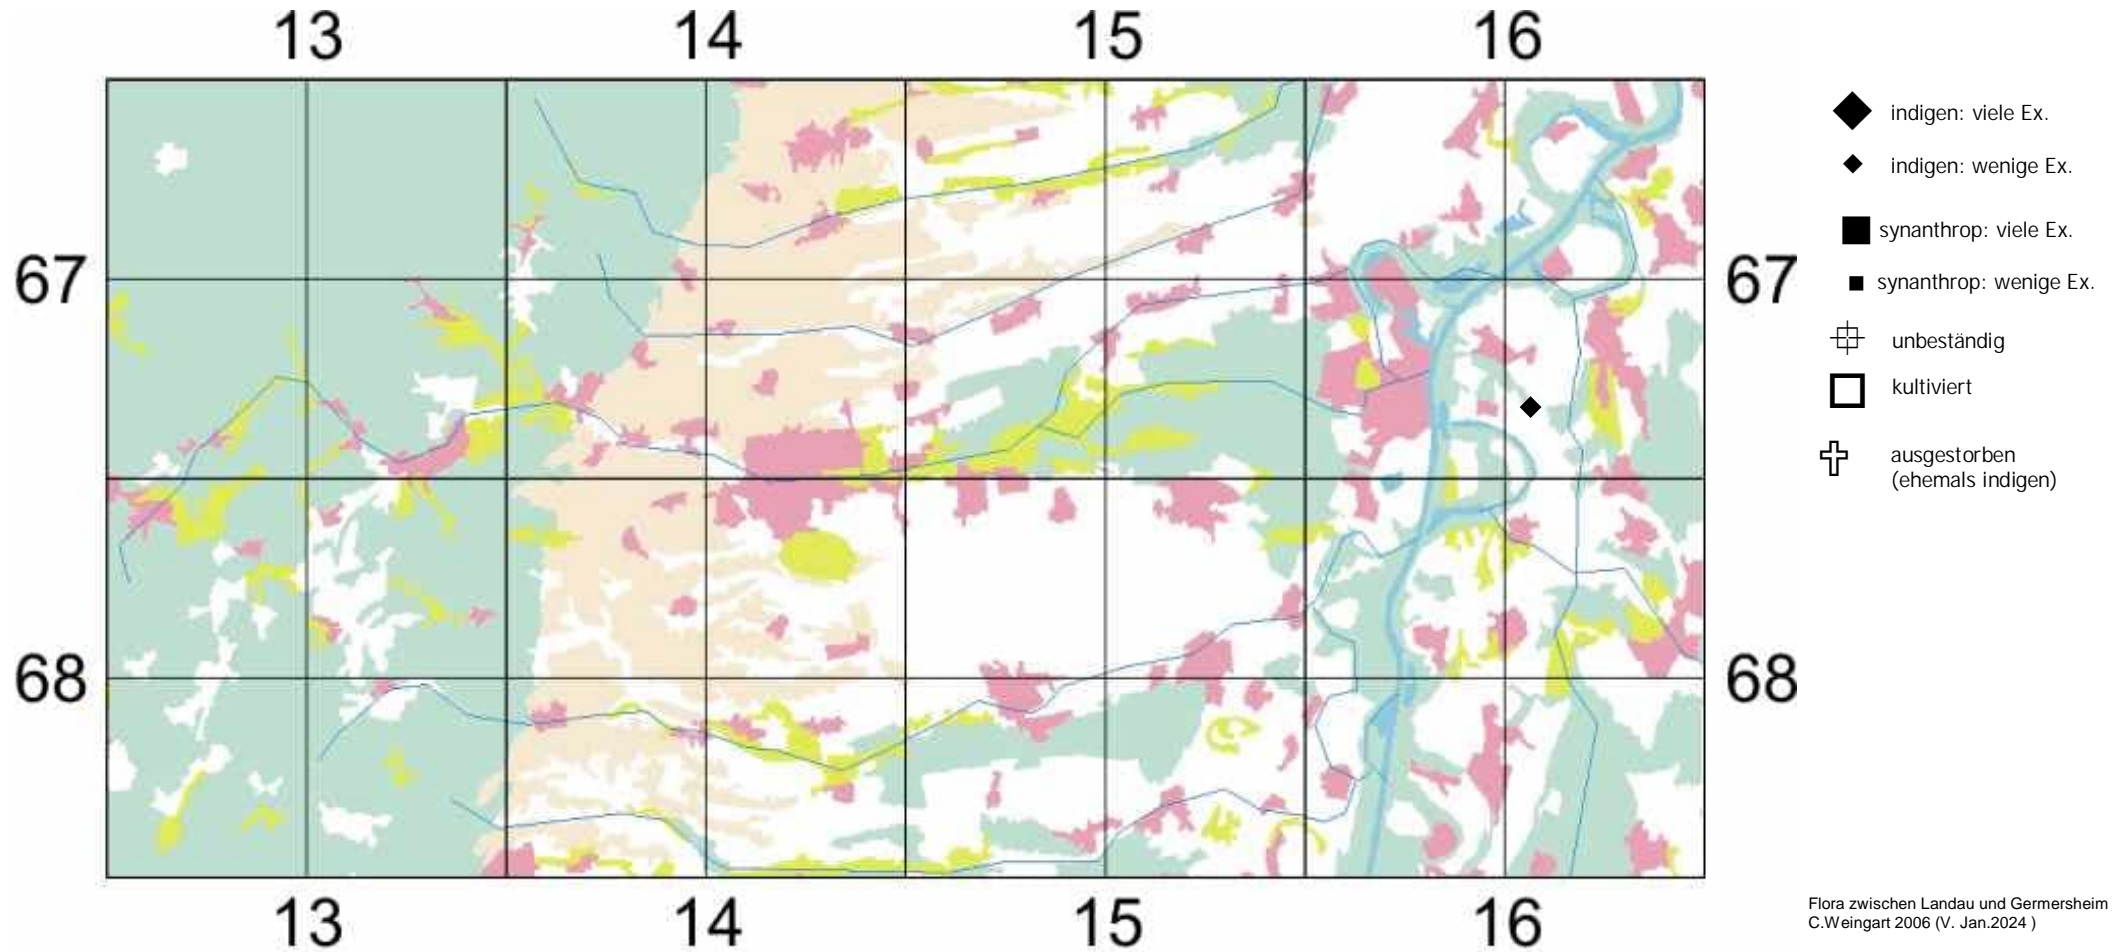 13 14 15 16
67 67
68 68
13 14 15 16
indigen: viele Ex.
indigen: wenige Ex.
synanthrop: viele Ex.
synanthrop: wenige Ex.
unbeständig
kultiviert
ausgestorben
(ehemals indigen)
Flora zwischen Landau und Germersheim
C.Weingart 2006 (V. Jan.2024 )